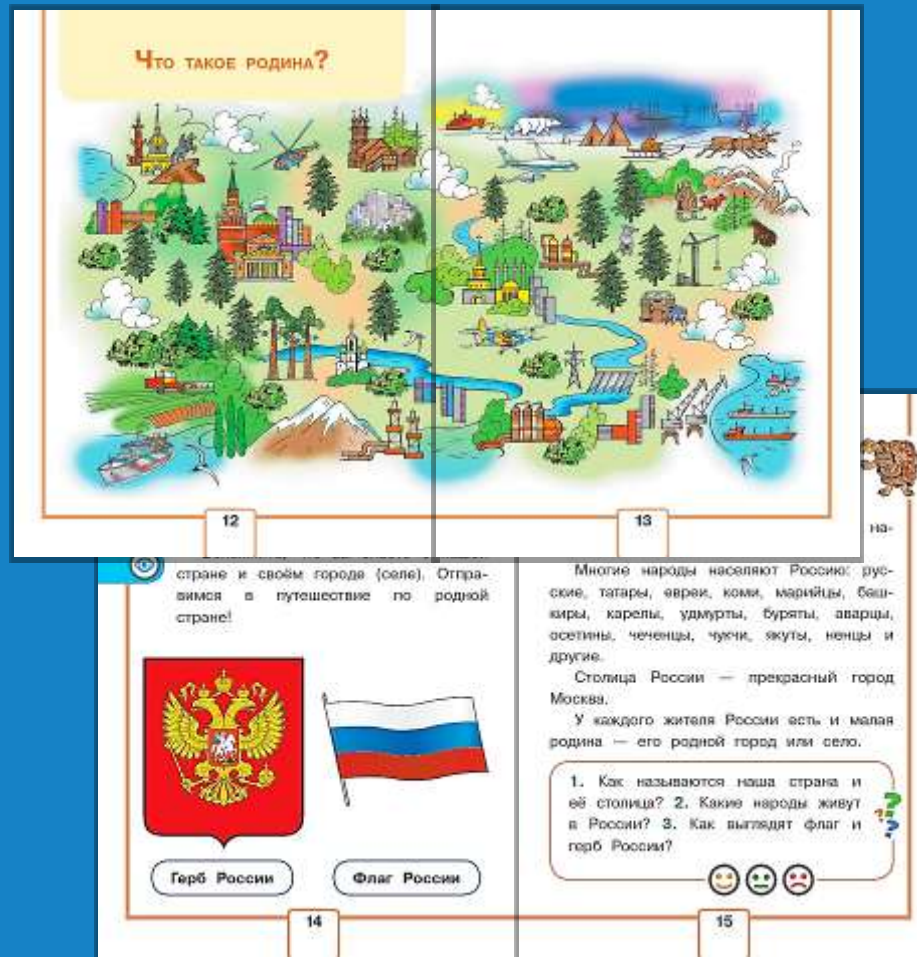 Что такое родина?
12
13
стране и своём городе (селе). Отпра-
вимся в путешествие по родной
стране!
Герб России
Флаг России
14
на-
Многие народы населяют Россию: рус-
ские, татары, евреи, коми, марийцы, баш-
киры, карелы, удмурты, буряты, аварцы,
осетины, чеченцы, чукчи, якуты, ненцы и
другие.
Столица России — прекрасный город
Москва.
У каждого жителя России есть и малая
родина — его родной город или село.
1. Как называются наша страна и
её столица? 2. Какие народы живут
в России? 3. Как выглядят флаг и
герб России?
15